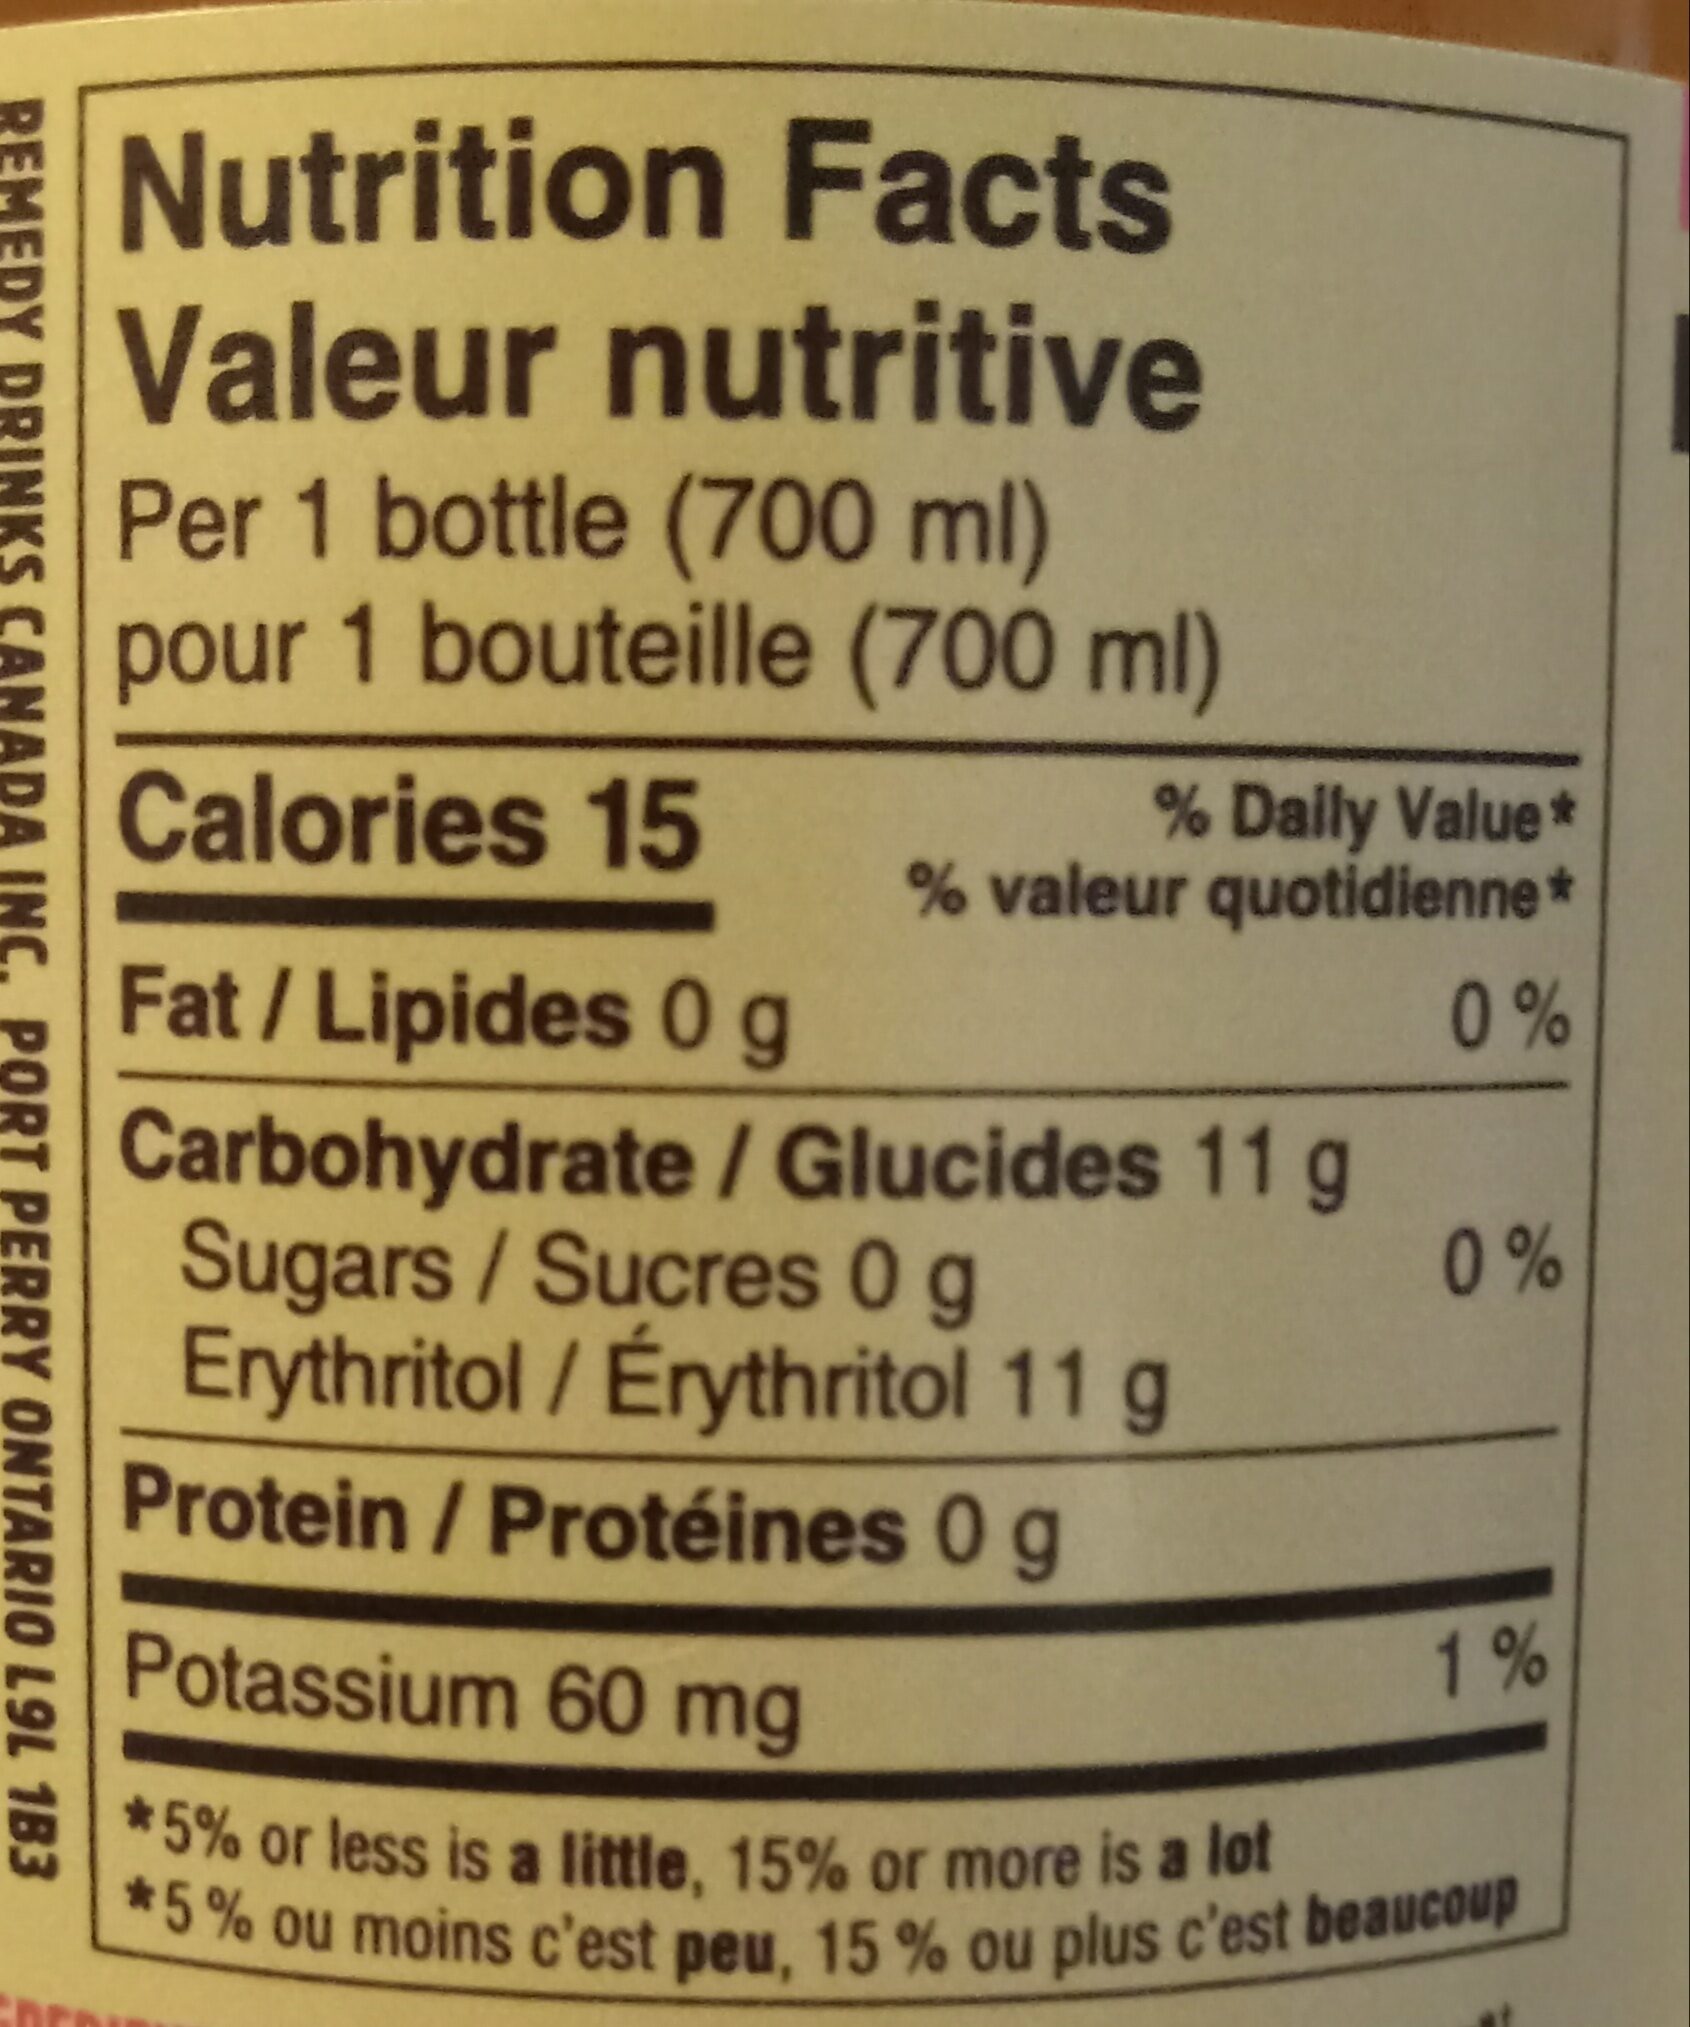 REMEDY DRINKS CANADA INC. PORT PERRY ONTARIO L9L 1B3
Nutrition Facts
Valeur nutritive
Per 1 bottle (700 ml)
pour 1 bouteille (700 ml)
Calories 15
% Daily Value*
% valeur quotidienne*
Fat / Lipides 0 g 0 %
Carbohydrate / Glucides 11 g
Sugars / Sucres 0 g 0 %
Erythritol / Érythritol 11 g
Protein / Protéines 0 g
Potassium 60 mg 1 %
*5% or less is a little, 15% or more is a lot
*5 % ou moins c'est peu, 15 % ou plus c'est beaucoup